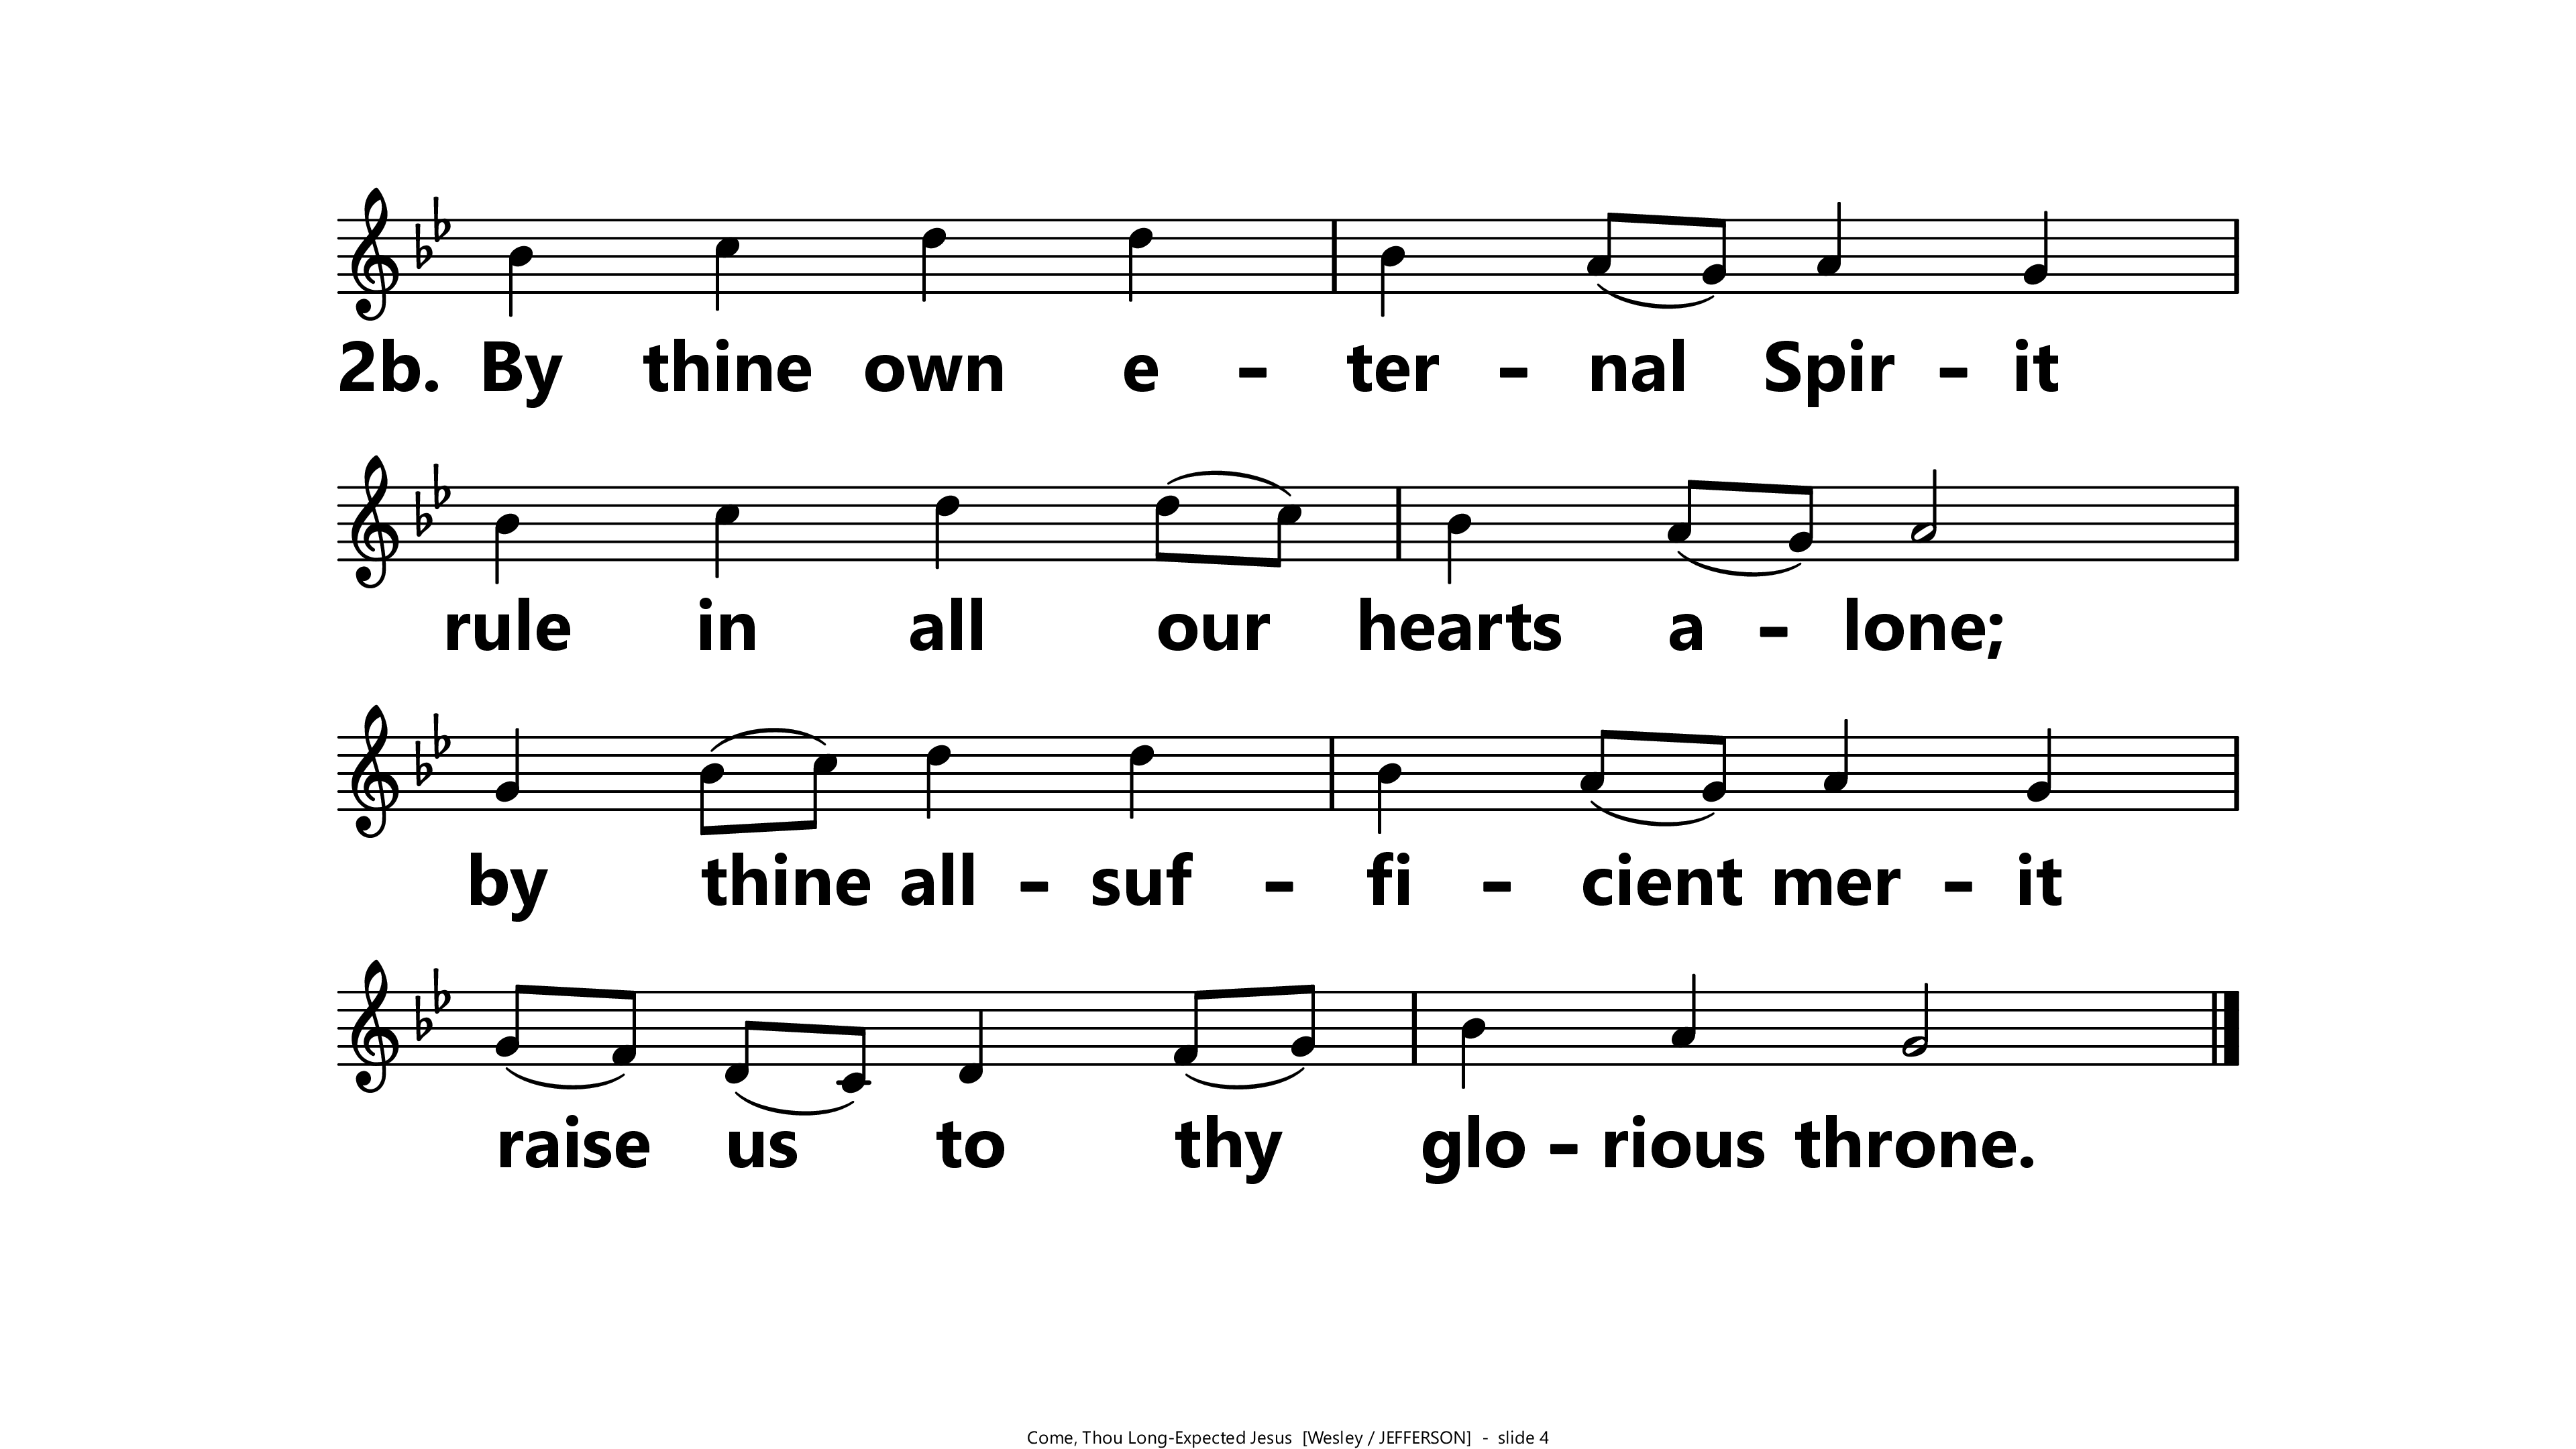 2b. By thine own e - ter - nal Spir - it
rule in all our hearts a - lone;
by thine all - suf - fi - cient mer - it
raise us to thy glo - rious throne.
Come, Thou Long-Expected Jesus [Wesley / JEFFERSON] - slide 4